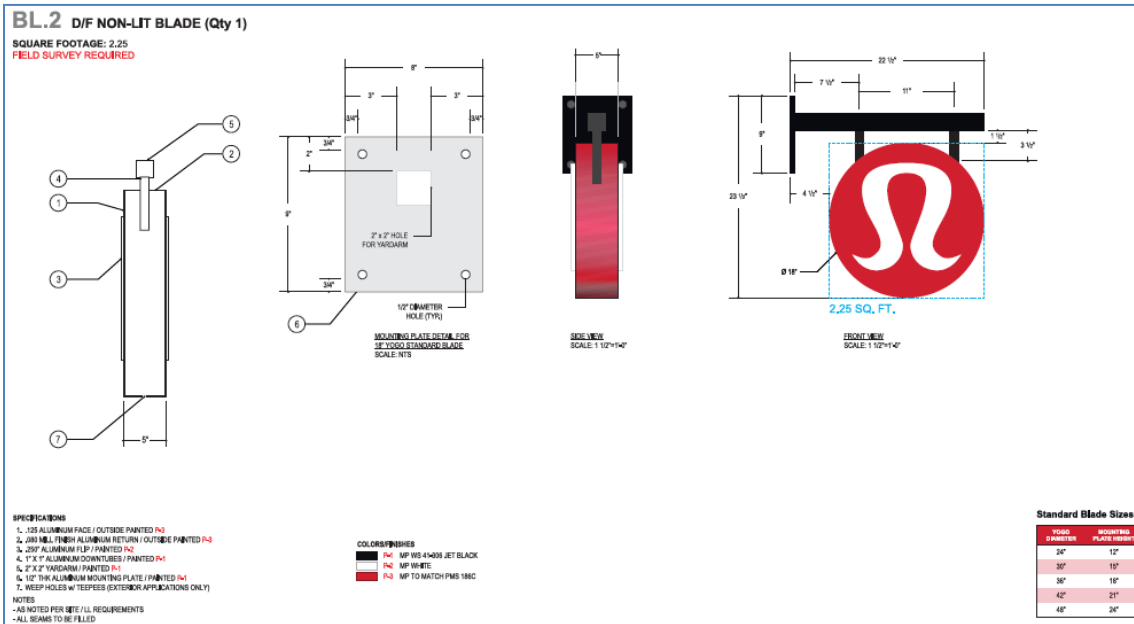 BL.2 D/F NON-LIT BLADE (Qty 1)
SQUARE FOOTAGE: 2.25
FIELD SURVEY REQUIRED
5
2
4
1
3
7
5"
3"
3"
3/4"
3/4"
3/4"
2"
9"
2" x 2" HOLE
FOR YARDARM
3/4"
1/2" DIAMETER
HOLE (TYP.)
6
MOUNTING PLATE DETAIL FOR
18" YOGO STANDARD BLADE
SCALE: NTS
SIDE VIEW
SCALE: 1 1/2"=1'-0"
22 ½"
7 ½"
11"
9"
1 ½"
3 ½"
4 ½"
23 ½"
Ø 18"
2.25 SQ. FT.
FRONT VIEW
SCALE: 1 1/2"=1'-0"
SPECIFICATIONS
1. .125 ALUMINUM FACE / OUTSIDE PAINTED P-3
2. .080 MILL FINISH ALUMINUM RETURN / OUTSIDE PAINTED P-3
3. .250" ALUMINUM FLIP / PAINTED P-2
4. 1" X 1" ALUMINUM DOWNTUBES / PAINTED P-1
5. 2" X 2" YARDARM / PAINTED P-1
6. 1/2" THK ALUMINUM MOUNTING PLATE / PAINTED P-1
7. WEEP HOLES w/ TEEPEES (EXTERIOR APPLICATIONS ONLY)
NOTES
- AS NOTED PER SITE / LL REQUIREMENTS
- ALL SEAMS TO BE FILLED
COLORS/FINISHES
P-1 MP WS 41-005 JET BLACK
P-2 MP WHITE
P-3 MP TO MATCH PMS 186C
Standard Blade Sizes
YOGO DIAMETER MOUNTING PLATE HEIGHT
24" 12"
30" 15"
36" 18"
42" 21"
48" 24"